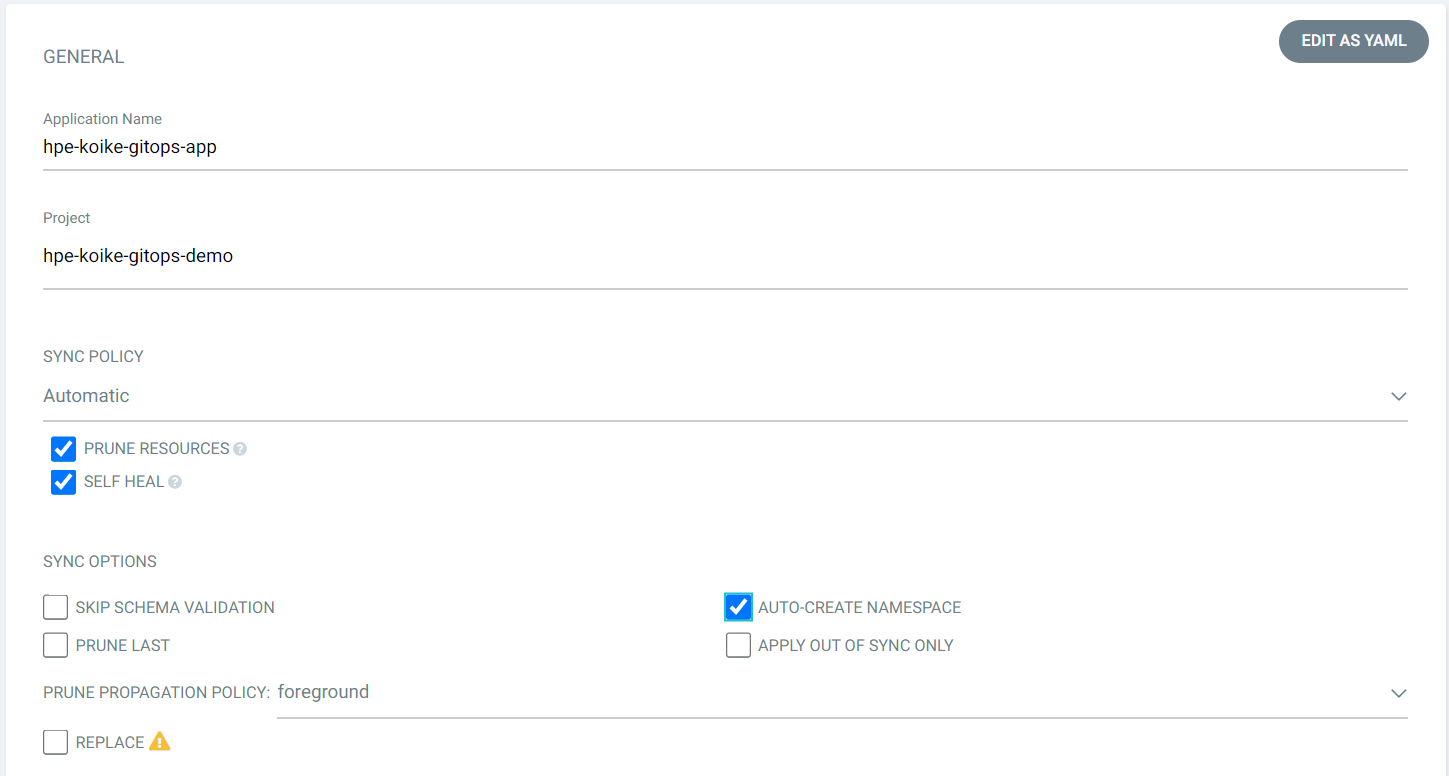 EDIT AS YAML
GENERAL
Application Name
hpe-koike-gitops-app
Project
hpe-koike-gitops-demo
SYNC POLICY
Automatic
PRUNE RESOURCES ?
SELF HEAL ?
SYNC OPTIONS
SKIP SCHEMA VALIDATION
AUTO-CREATE NAMESPACE
PRUNE LAST
APPLY OUT OF SYNC ONLY
PRUNE PROPAGATION POLICY: foreground
REPLACE